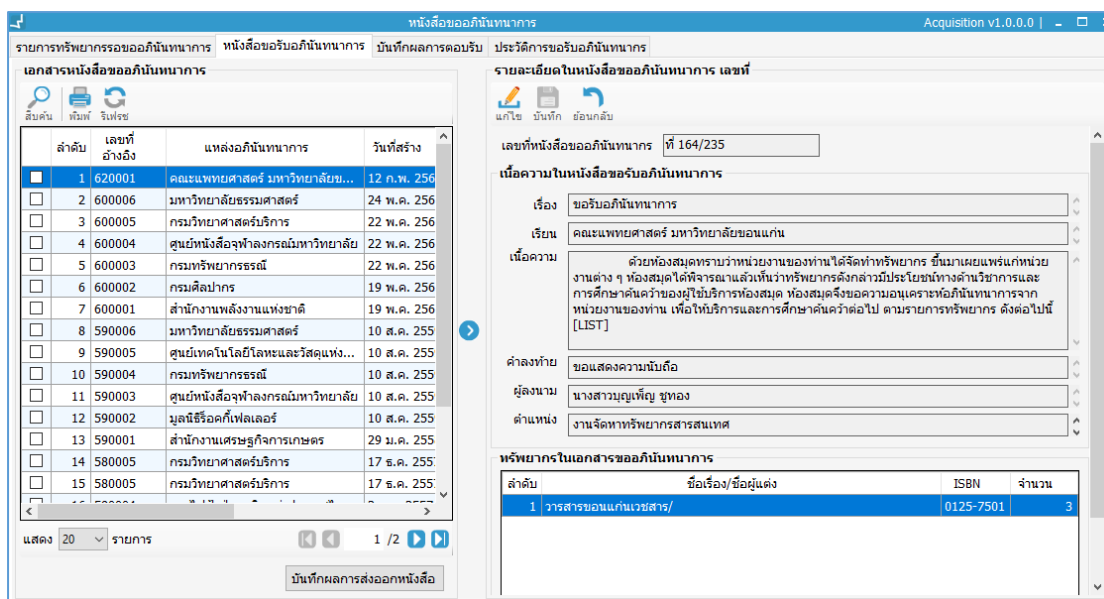 หนังสือขออภินันทนาการ Acquisition v1.0.0.0 |
รายการทรัพยากรรอขออภินันทนาการ หนังสือขอรับอภินันทนาการ บันทึกผลการตอบรับ ประวัติการขอรับอภินันทนากร
เอกสารหนังสือขออภินันทนาการ
สืบค้น พิมพ์ รีเฟรช
ลำดับ เลขที่อ้างอิง แหล่งอภินันทนาการ วันที่สร้าง
1 620001 คณะแพทยศาสตร์ มหาวิทยาลัยข... 12 ก.พ. 256
2 600006 มหาวิทยาลัยธรรมศาสตร์ 24 พ.ค. 256
3 600005 กรมวิทยาศาสตร์บริการ 22 พ.ค. 256
4 600004 ศูนย์หนังสือจุฬาลงกรณ์มหาวิทยาลัย 22 พ.ค. 256
5 600003 กรมทรัพยากรธรณี 22 พ.ค. 256
6 600002 กรมศิลปากร 19 พ.ค. 256
7 600001 สำนักงานพลังงานแห่งชาติ 19 พ.ค. 256
8 590006 มหาวิทยาลัยธรรมศาสตร์ 10 ส.ค. 255
9 590005 ศูนย์เทคโนโลยีโลหะและวัสดุแห่ง... 10 ส.ค. 255
10 590004 กรมทรัพยากรธรณี 10 ส.ค. 255
11 590003 ศูนย์หนังสือจุฬาลงกรณ์มหาวิทยาลัย 10 ส.ค. 255
12 590002 มูลนิธิร็อคกี้เฟลเลอร์ 10 ส.ค. 255
13 590001 สำนักงานเศรษฐกิจการเกษตร 29 ม.ค. 255
14 580005 กรมวิทยาศาสตร์บริการ 17 ธ.ค. 255
15 580005 กรมวิทยาศาสตร์บริการ 17 ธ.ค. 255
แสดง 20 รายการ 1 /2
บันทึกผลการส่งออกหนังสือ
รายละเอียดในหนังสือขออภินันทนาการ เลขที่
แก้ไข บันทึก ย้อนกลับ
เลขที่หนังสือขออภินันทนากร ที่ 164/235
เนื้อความในหนังสือขอรับอภินันทนาการ
เรื่อง ขอรับอภินันทนาการ
เรียน คณะแพทยศาสตร์ มหาวิทยาลัยขอนแก่น
เนื้อความ ด้วยห้องสมุดทราบว่าหน่วยงานของท่านได้จัดทำทรัพยากร ขึ้นมาเผยแพร่แก่หน่วย
งานต่าง ๆ ห้องสมุดได้พิจารณาแล้วเห็นว่าทรัพยากรดังกล่าวมีประโยชน์ทางด้านวิชาการและ
การศึกษาค้นคว้าของผู้ใช้บริการห้องสมุด ห้องสมุดจึงขอความอนุเคราะห์อภินันทนาการจาก
หน่วยงานของท่าน เพื่อให้บริการและการศึกษาค้นคว้าต่อไป ตามรายการทรัพยากร ดังต่อไปนี้
[LIST]
คำลงท้าย ขอแสดงความนับถือ
ผู้ลงนาม นางสาวบุญเพ็ญ ชูทอง
ตำแหน่ง งานจัดหาทรัพยากรสารสนเทศ
ทรัพยากรในเอกสารขออภินันทนาการ
ลำดับ ชื่อเรื่อง/ชื่อผู้แต่ง ISBN จำนวน
1 วารสารขอนแก่นเวชสาร/ 0125-7501 3